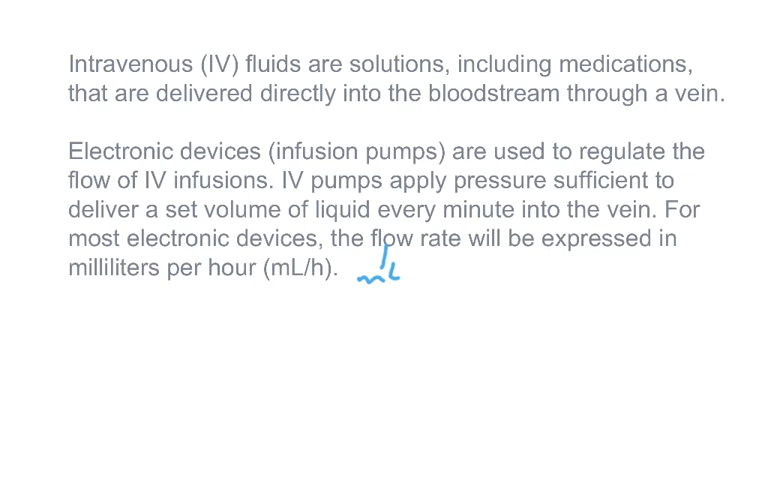 Intravenous (IV) fluids are solutions, including medications,
that are delivered directly into the bloodstream through a vein.
Electronic devices (infusion pumps) are used to regulate the
flow of IV infusions. IV pumps apply pressure sufficient to
deliver a set volume of liquid every minute into the vein. For
most electronic devices, the flow rate will be expressed in
milliliters per hour (mL/h).
mL